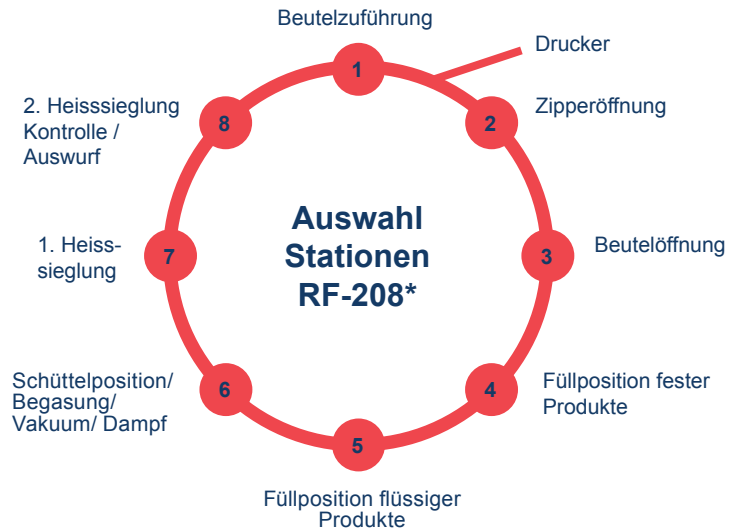 Beutelzuführung
1
Drucker
2
Zipperöffnung
3
Beutelöffnung
4
Füllposition fester
Produkte
5
Füllposition flüssiger
Produkte
6
Schüttelposition/
Begasung/
Vakuum/ Dampf
7
1. Heiss-
sieglung
8
2. Heisssieglung
Kontrolle /
Auswurf
Auswahl
Stationen
RF-208*